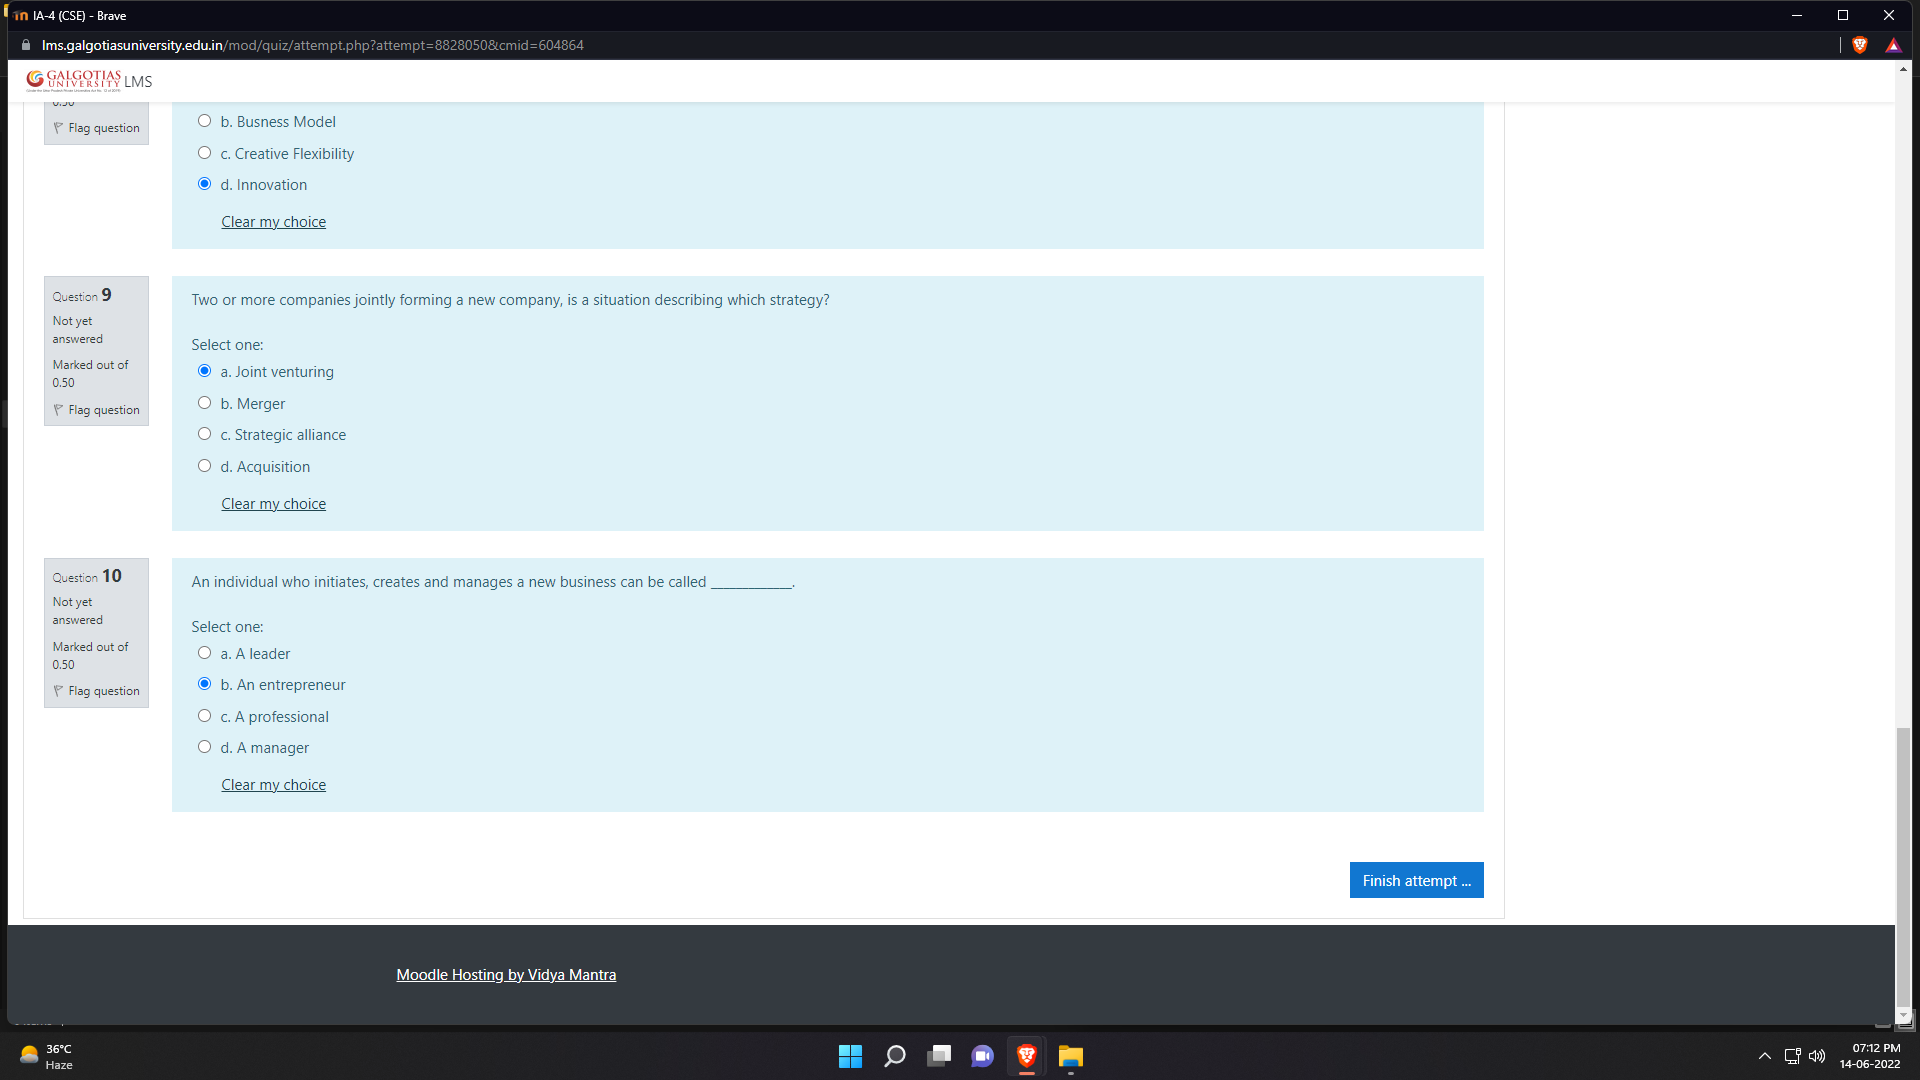 IA-4 (CSE) - Brave
lms.galgotiasuniversity.edu.in/mod/quiz/attempt.php?attempt=8828050&cmid=604864
GALGOTIAS
UNIVERSITY LMS
0.50
Flag question
b. Busness Model
c. Creative Flexibility
d. Innovation
Clear my choice
Question 9
Not yet
answered
Marked out of
0.50
Flag question
Two or more companies jointly forming a new company, is a situation describing which strategy?
Select one:
a. Joint venturing
b. Merger
c. Strategic alliance
d. Acquisition
Clear my choice
Question 10
Not yet
answered
Marked out of
0.50
Flag question
An individual who initiates, creates and manages a new business can be called ___________.
Select one:
a. A leader
b. An entrepreneur
c. A professional
d. A manager
Clear my choice
Finish attempt ...
Moodle Hosting by Vidya Mantra
36°C
Haze
07:12 PM
14-06-2022